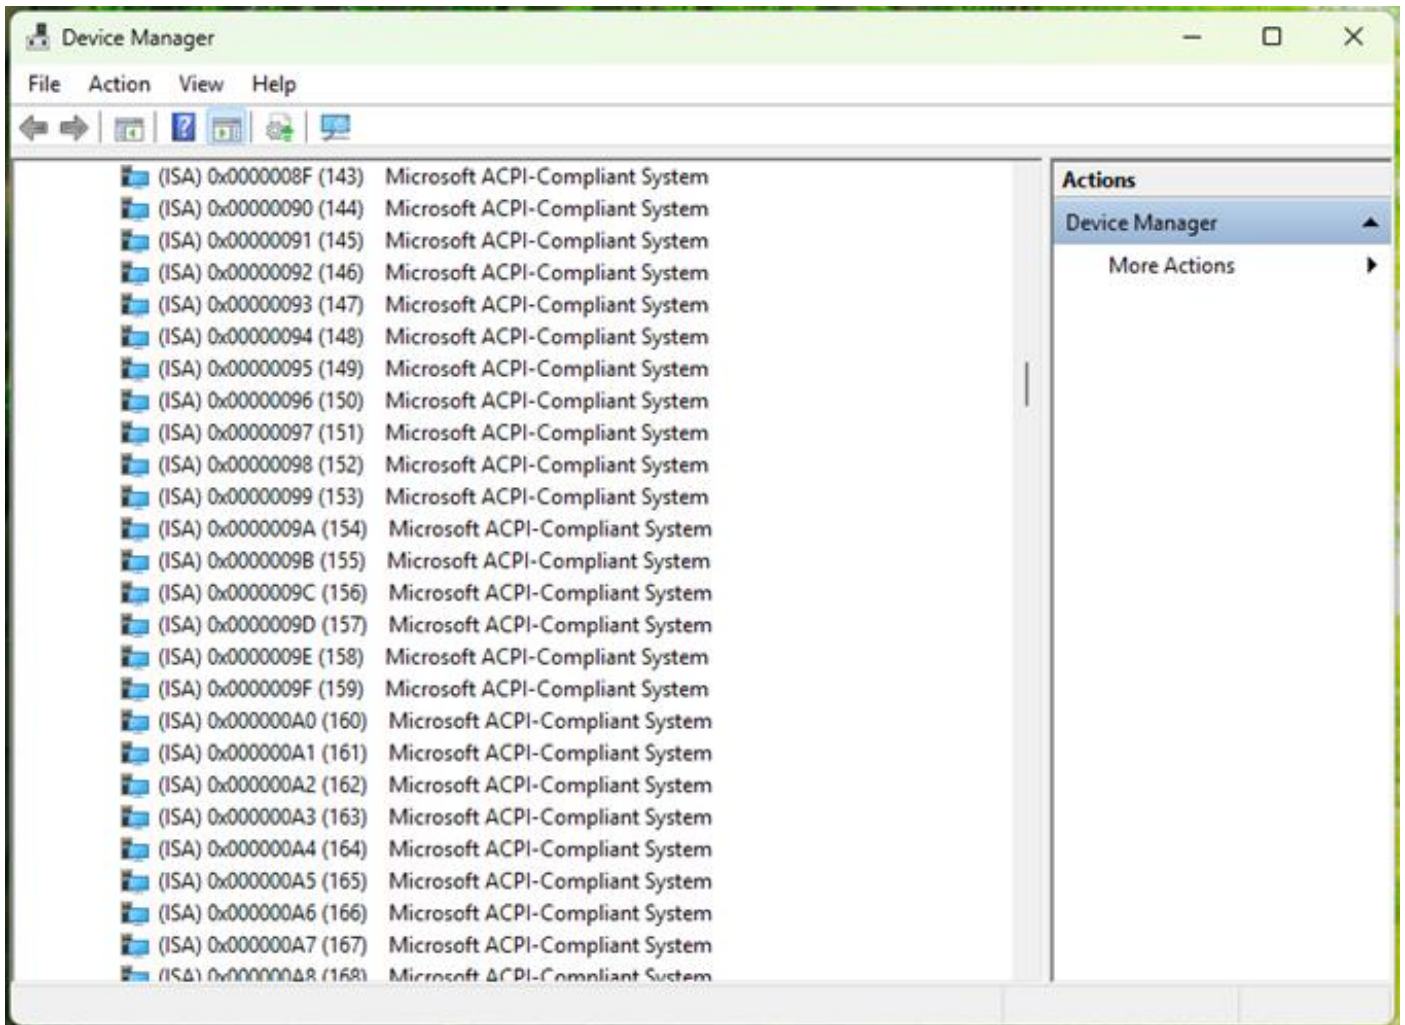 Device Manager
File Action View Help
(ISA) 0x0000008F (143) Microsoft ACPI-Compliant System
(ISA) 0x00000090 (144) Microsoft ACPI-Compliant System
(ISA) 0x00000091 (145) Microsoft ACPI-Compliant System
(ISA) 0x00000092 (146) Microsoft ACPI-Compliant System
(ISA) 0x00000093 (147) Microsoft ACPI-Compliant System
(ISA) 0x00000094 (148) Microsoft ACPI-Compliant System
(ISA) 0x00000095 (149) Microsoft ACPI-Compliant System
(ISA) 0x00000096 (150) Microsoft ACPI-Compliant System
(ISA) 0x00000097 (151) Microsoft ACPI-Compliant System
(ISA) 0x00000098 (152) Microsoft ACPI-Compliant System
(ISA) 0x00000099 (153) Microsoft ACPI-Compliant System
(ISA) 0x0000009A (154) Microsoft ACPI-Compliant System
(ISA) 0x0000009B (155) Microsoft ACPI-Compliant System
(ISA) 0x0000009C (156) Microsoft ACPI-Compliant System
(ISA) 0x0000009D (157) Microsoft ACPI-Compliant System
(ISA) 0x0000009E (158) Microsoft ACPI-Compliant System
(ISA) 0x0000009F (159) Microsoft ACPI-Compliant System
(ISA) 0x000000A0 (160) Microsoft ACPI-Compliant System
(ISA) 0x000000A1 (161) Microsoft ACPI-Compliant System
(ISA) 0x000000A2 (162) Microsoft ACPI-Compliant System
(ISA) 0x000000A3 (163) Microsoft ACPI-Compliant System
(ISA) 0x000000A4 (164) Microsoft ACPI-Compliant System
(ISA) 0x000000A5 (165) Microsoft ACPI-Compliant System
(ISA) 0x000000A6 (166) Microsoft ACPI-Compliant System
(ISA) 0x000000A7 (167) Microsoft ACPI-Compliant System
(ISA) 0x000000A8 (168) Microsoft ACPI-Compliant System
Actions
Device Manager
More Actions